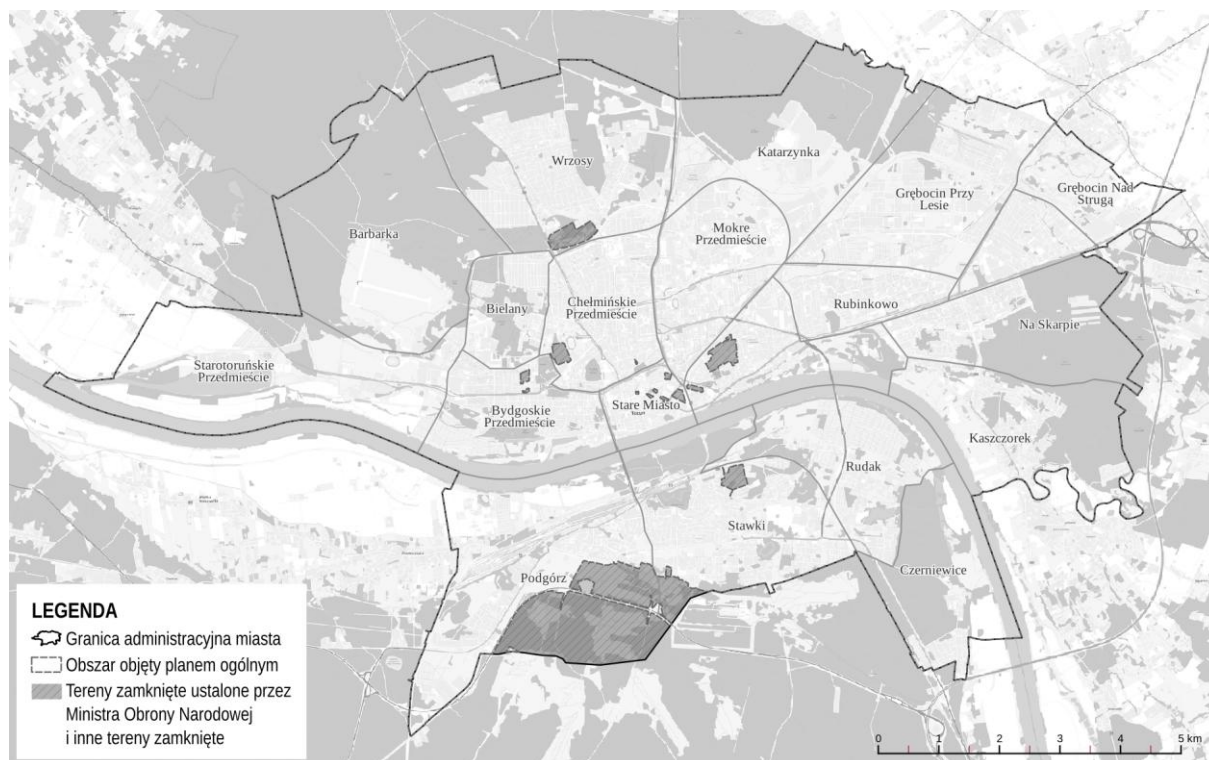 Wrzosy
Katarzynka
Grębocin Przy
Lesie
Grębocin Nad
Strugą
Barbarka
Mokre
Przedmieście
Bielany
Chełmińskie
Przedmieście
Rubinkowo
Na Skarpie
Starotoruńskie
Przedmieście
Bydgoskie
Przedmieście
Stare Miasto
Kaszczorek
Rudak
Stawki
Podgórz
Czerniewice
LEGENDA
Granica administracyjna miasta
Obszar objęty planem ogólnym
Tereny zamknięte ustalone przez
Ministra Obrony Narodowej
i inne tereny zamknięte
0 1 2 3 4 5 km